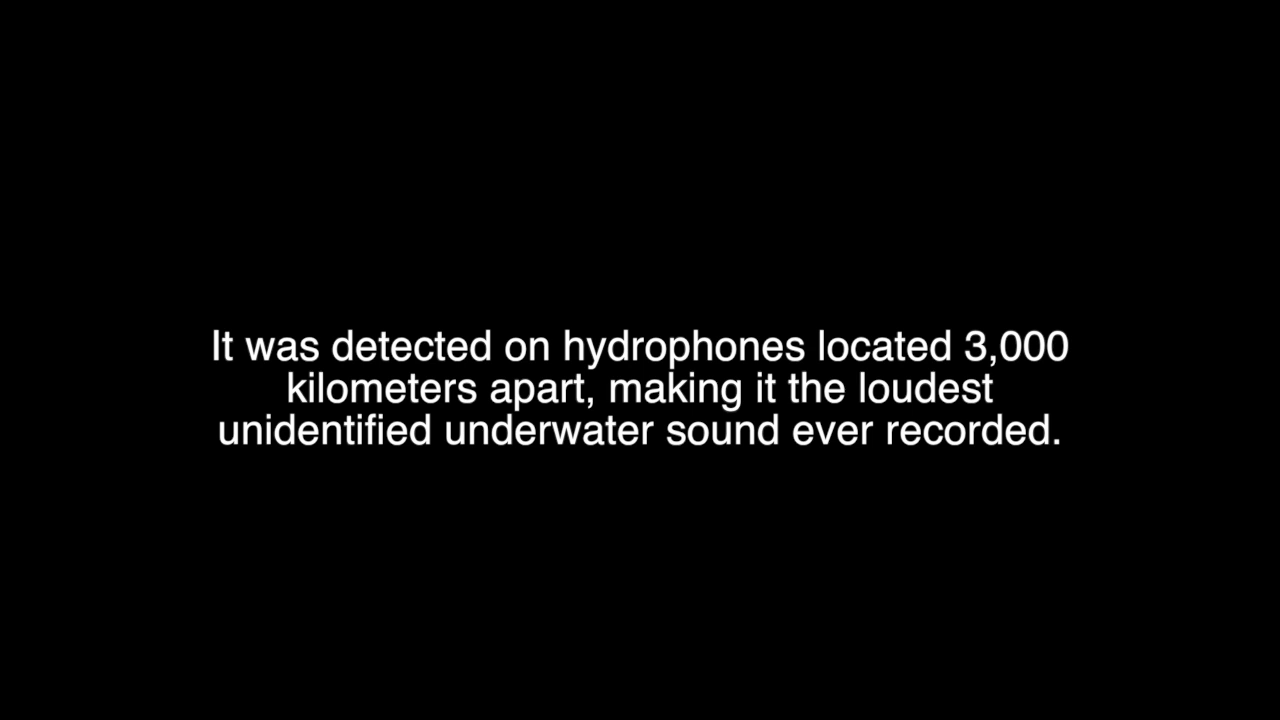 It was detected on hydrophones located 3,000
kilometers apart, making it the loudest
unidentified underwater sound ever recorded.